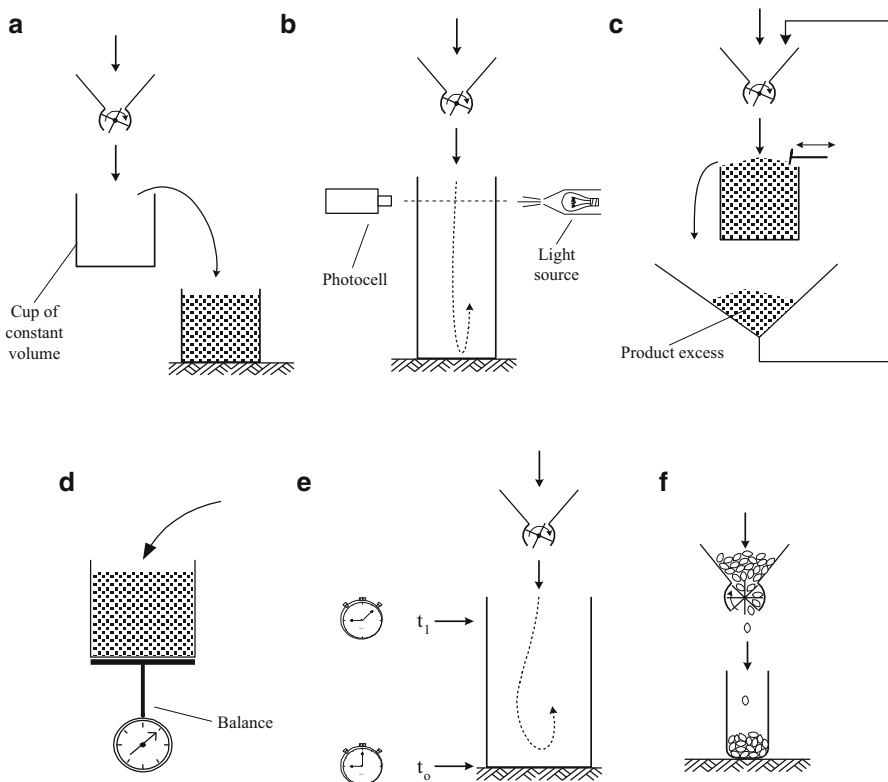 a
b
c
Photocell
Light
source
Cup of
constant
volume
Product excess
d
e
f
t1
Balance
to